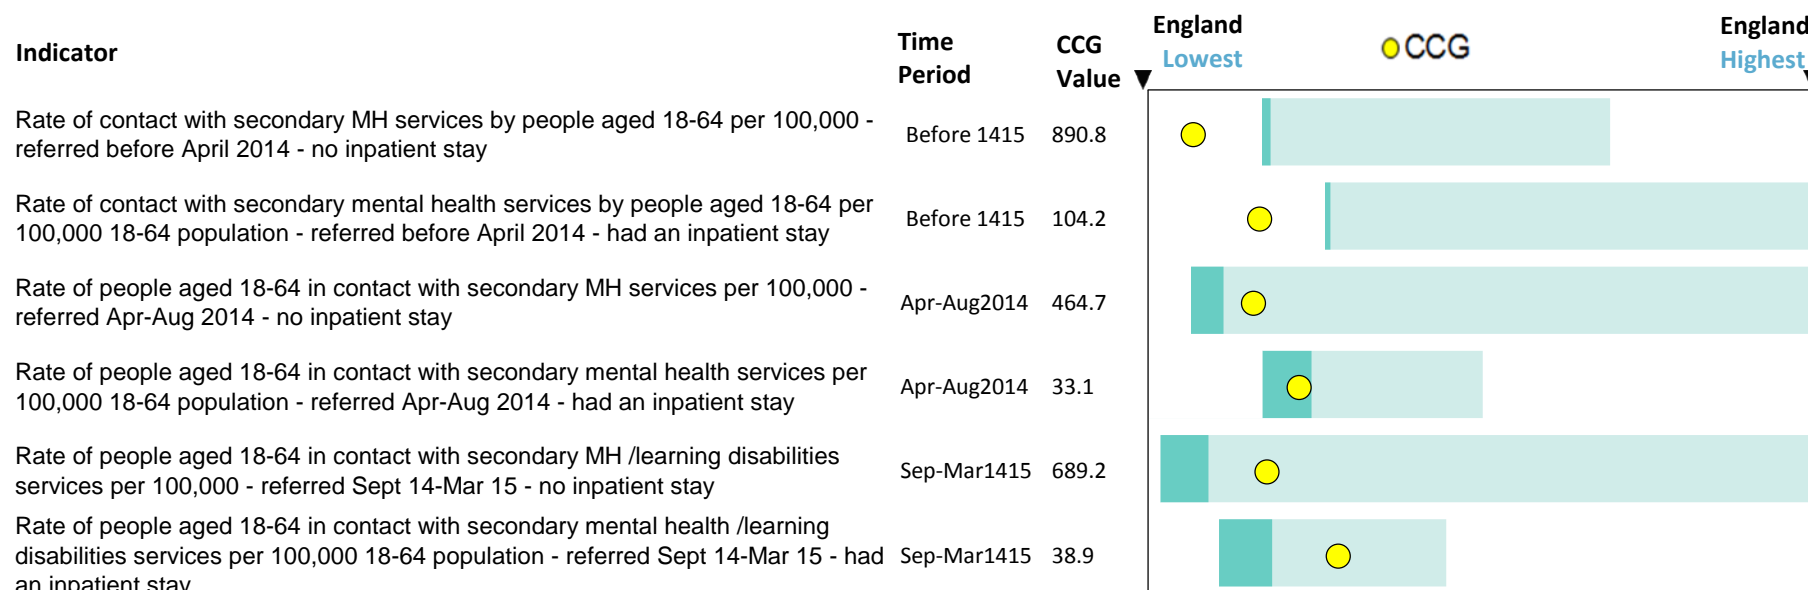 Indicator
Time
Period
CCG
Value
England
Lowest
CCG
England
Highest
Rate of contact with secondary MH services by people aged 18-64 per 100,000 -
referred before April 2014 - no inpatient stay
Before 1415
890.8
Rate of contact with secondary mental health services by people aged 18-64 per
100,000 18-64 population - referred before April 2014 - had an inpatient stay
Before 1415
104.2
Rate of people aged 18-64 in contact with secondary MH services per 100,000 -
referred Apr-Aug 2014 - no inpatient stay
Apr-Aug2014
464.7
Rate of people aged 18-64 in contact with secondary mental health services per
100,000 18-64 population - referred Apr-Aug 2014 - had an inpatient stay
Apr-Aug2014
33.1
Rate of people aged 18-64 in contact with secondary MH /learning disabilities
services per 100,000 - referred Sept 14-Mar 15 - no inpatient stay
Sep-Mar1415
689.2
Rate of people aged 18-64 in contact with secondary mental health /learning
disabilities services per 100,000 18-64 population - referred Sept 14-Mar 15 - had
an inpatient stay
Sep-Mar1415
38.9